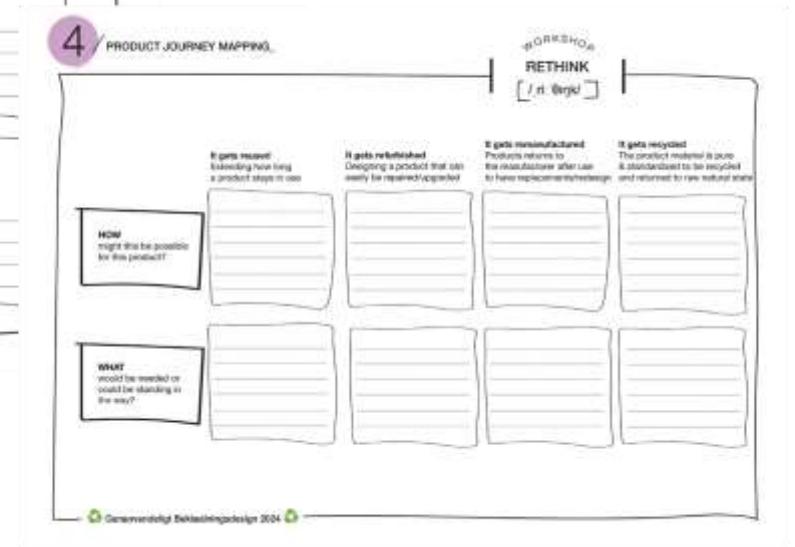 4 / PRODUCT JOURNEY MAPPING_
WORKSHOP
RETHINK
[/ˌriːˈθɪŋk/]
It gets reused
Extending how long
a product stays in use
It gets refurbished
Designing a product that can
easily be repaired/upgraded
It gets remanufactured
Products returns to
the manufacturer after use
to have replacements/redesign
It gets recycled
The product material is pure
& standardized to be recycled
and returned to raw natural state
HOW
might this be possible
for this product?
WHAT
would be needed or
could be standing in
the way?
Genanvendeligt Beklædningsdesign 2024